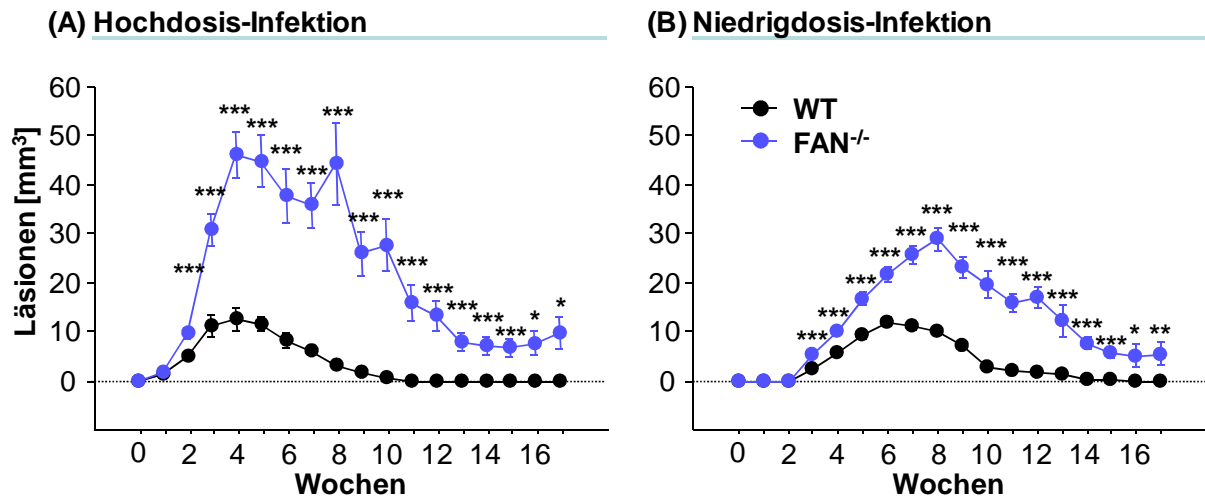 (A) Hochdosis-Infektion
(B) Niedrigdosis-Infektion
Läsionen [mm³]
60
50
40
30
20
10
0
*** *** *** *** *** *** *** *** *** *** *** *** *** *** * *
0 2 4 6 8 10 12 14 16
Wochen
60
50
40
30
20
10
0
WT
FAN-/-
*** *** *** *** *** *** *** *** *** *** *** *** *** * **
0 2 4 6 8 10 12 14 16
Wochen